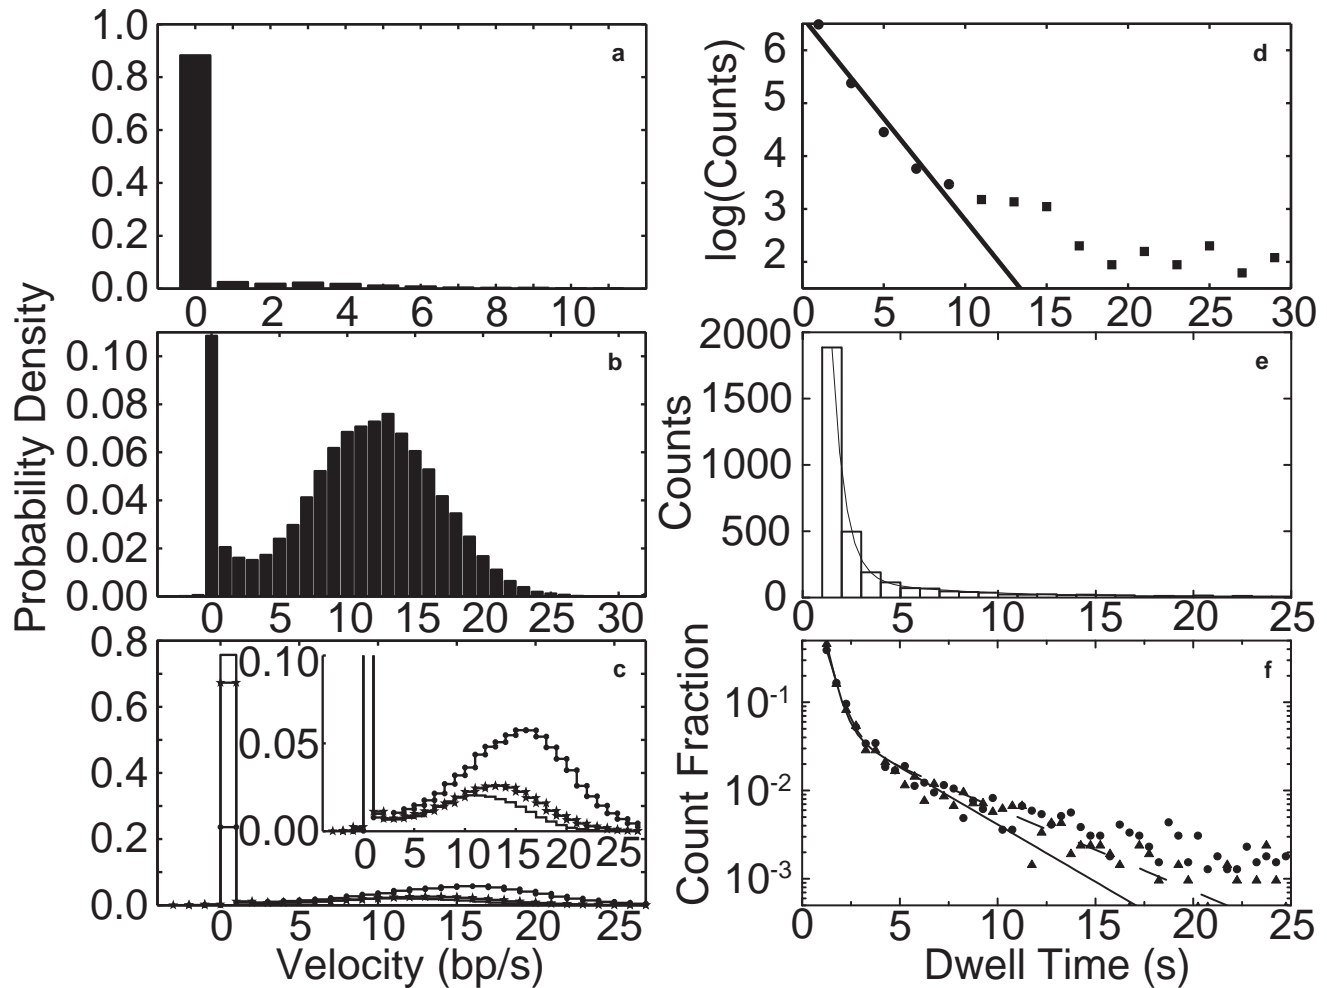 Probability Density
1.0
0.8
0.6
0.4
0.2
0.0
a
0 2 4 6 8 10
0.10
0.08
0.06
0.04
0.02
0.00
b
0 5 10 15 20 25 30
0.8
0.6
0.4
0.2
0.0
c
0.10
0.05
0.00
0 5 10 15 20 25
0 5 10 15 20 25
Velocity (bp/s)
log(Counts)
6
5
4
3
2
d
0 5 10 15 20 25 30
Counts
2000
1500
1000
500
0
e
0 5 10 15 20 25
Count Fraction
10-1
10-2
10-3
f
0 5 10 15 20 25
Dwell Time (s)